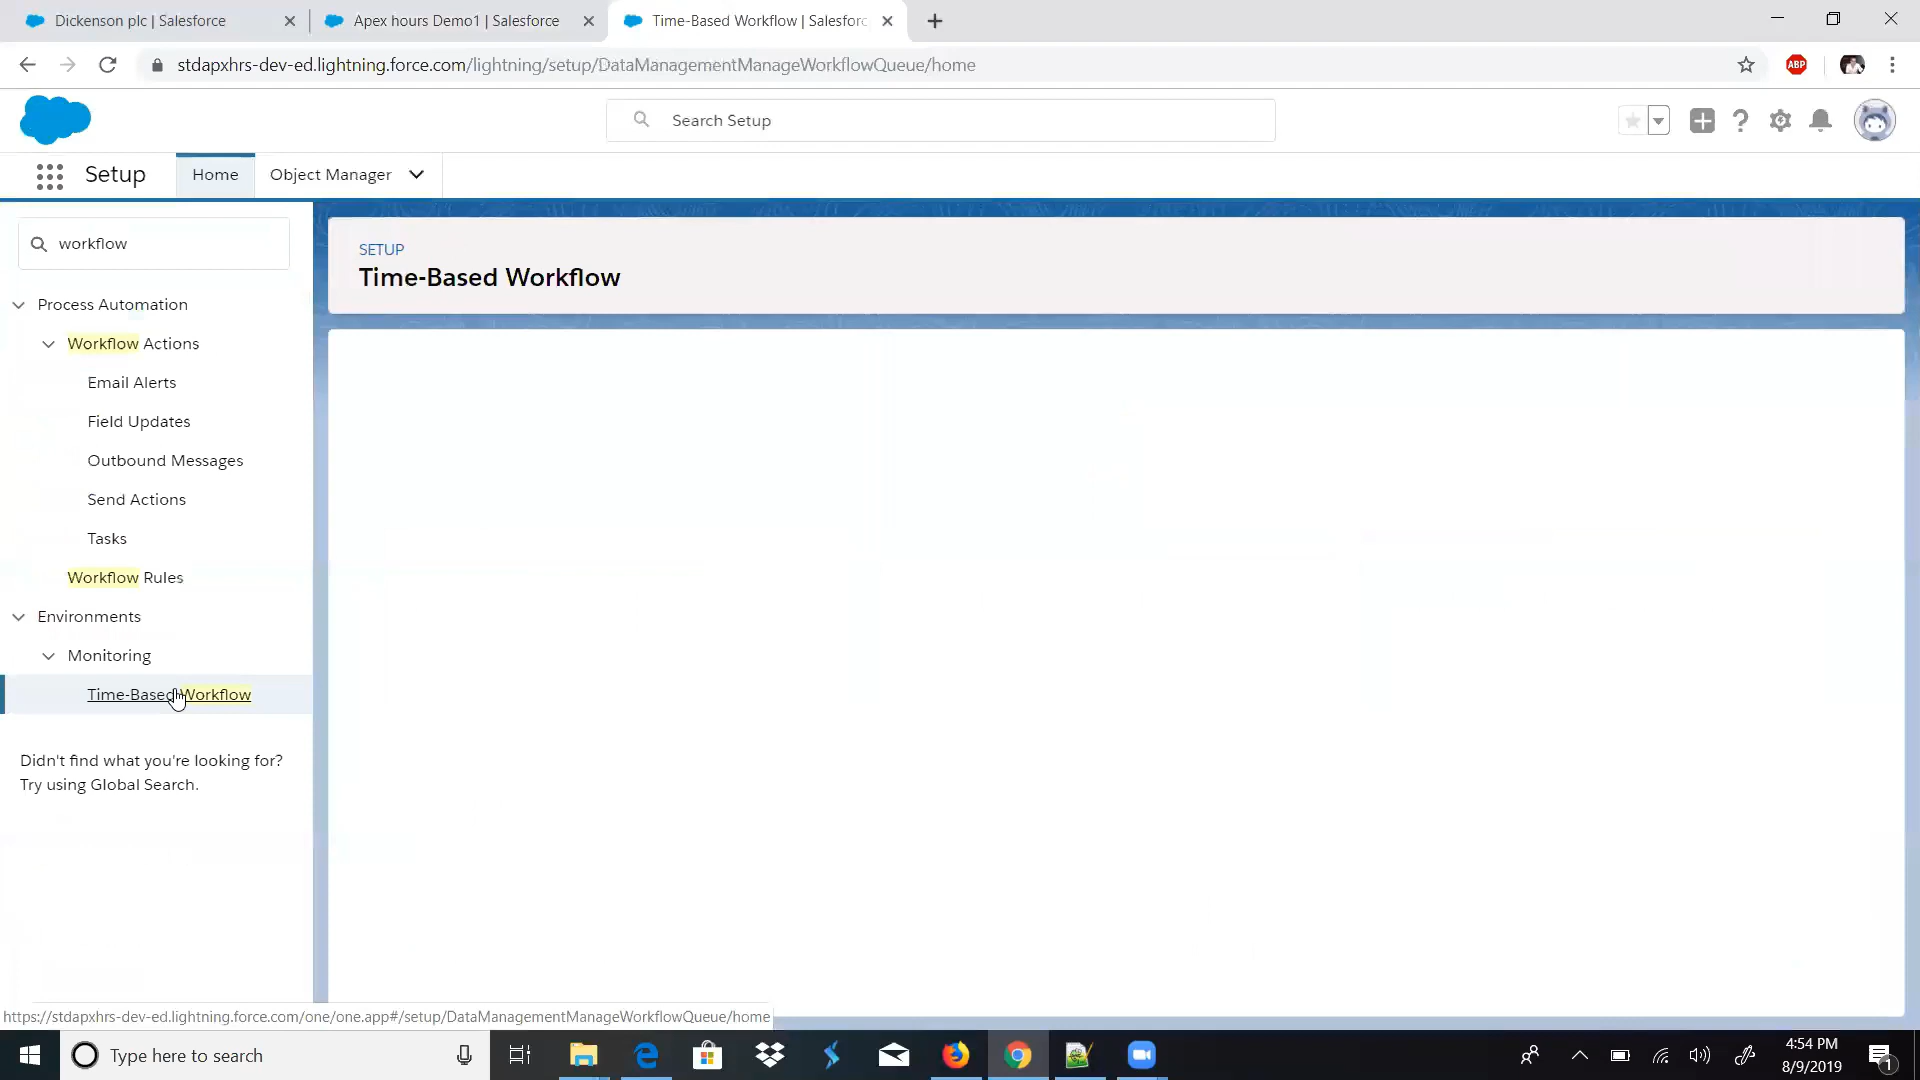 Dickenson plc | Salesforce
Apex hours Demo1 | Salesforce
Time-Based Workflow | Salesforc
stdapxhrs-dev-ed.lightning.force.com/lightning/setup/DataManagementManageWorkflowQueue/home
ABP
Search Setup
Setup
Home
Object Manager
workflow
SETUP
Time-Based Workflow
Process Automation
Workflow Actions
Email Alerts
Field Updates
Outbound Messages
Send Actions
Tasks
Workflow Rules
Environments
Monitoring
Time-Based Workflow
Didn't find what you're looking for?
Try using Global Search.
https://stdapxhrs-dev-ed.lightning.force.com/one/one.app#/setup/DataManagementManageWorkflowQueue/home
Type here to search
4:54 PM
8/9/2019
1